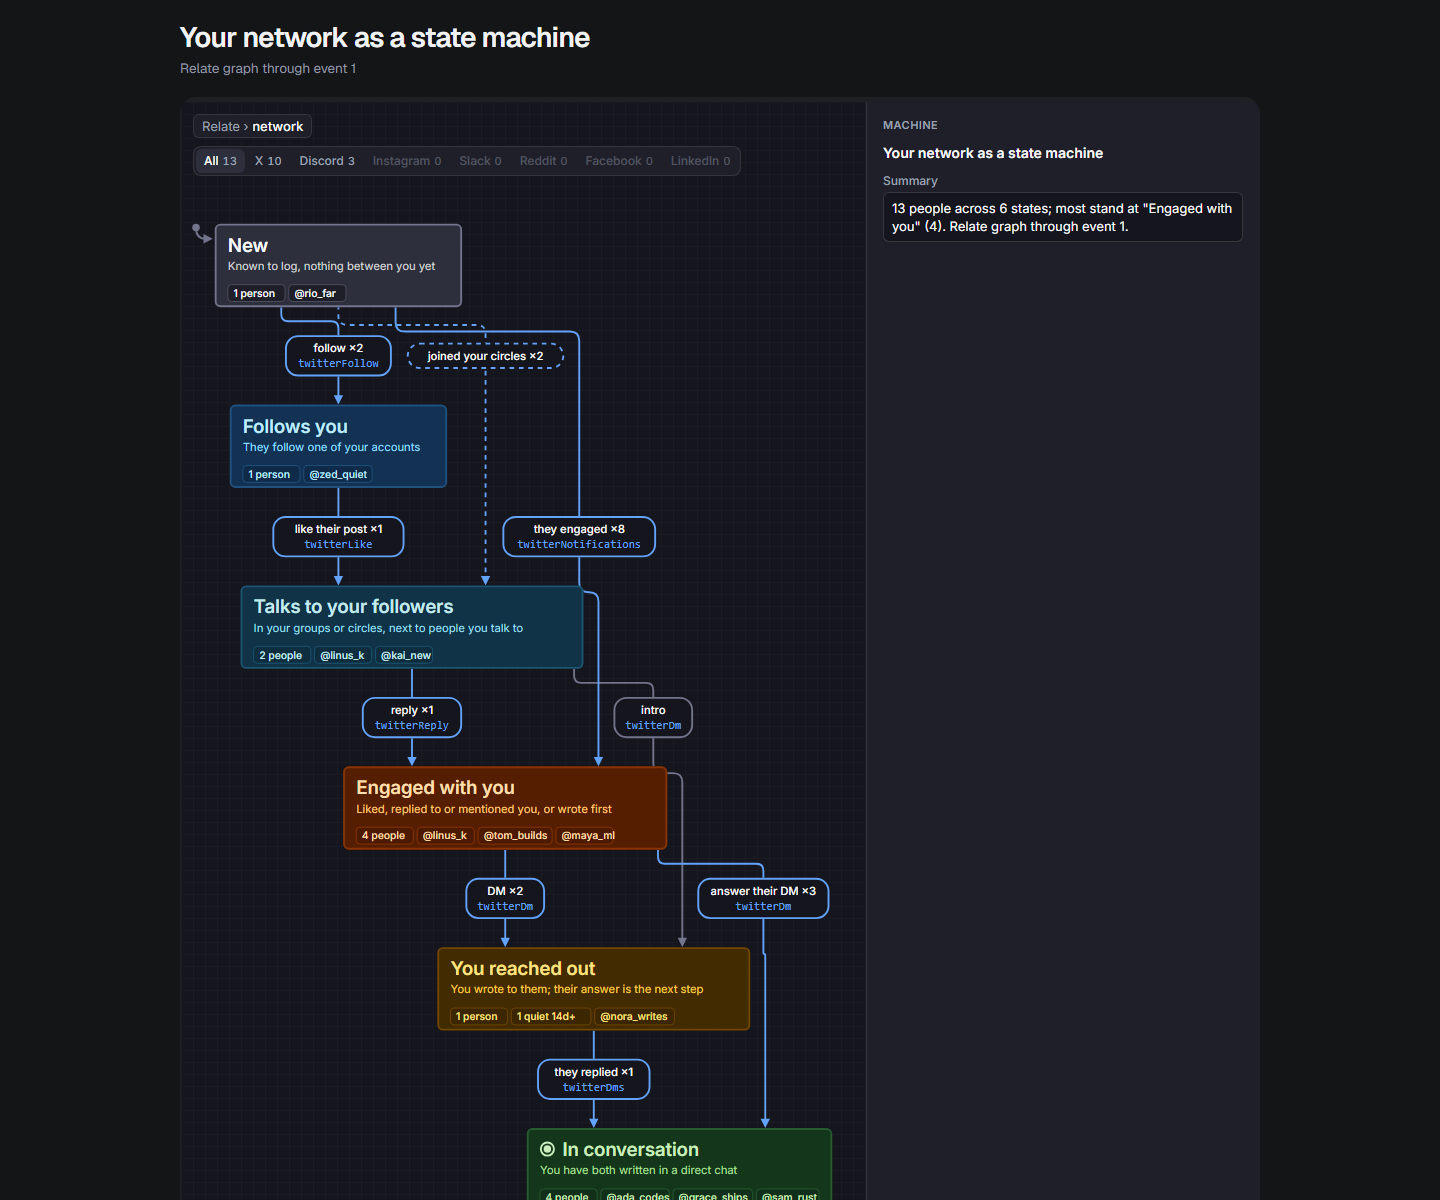 Your network as a state machine
Relate graph through event 1
Relate › network
All 13 X 10 Discord 3 Instagram 0 Slack 0 Reddit 0 Facebook 0 LinkedIn 0
MACHINE
Your network as a state machine
Summary
13 people across 6 states; most stand at "Engaged with
you" (4). Relate graph through event 1.
New
Known to log, nothing between you yet
1 person @rio_far
follow ×2
twitterFollow
joined your circles ×2
Follows you
They follow one of your accounts
1 person @zed_quiet
like their post ×1
twitterLike
they engaged ×8
twitterNotifications
Talks to your followers
In your groups or circles, next to people you talk to
2 people @linus_k @kai_new
reply ×1
twitterReply
intro
twitterDm
Engaged with you
Liked, replied to or mentioned you, or wrote first
4 people @linus_k @tom_builds @maya_ml
DM ×2
twitterDm
answer their DM ×3
twitterDm
You reached out
You wrote to them; their answer is the next step
1 person 1 quiet 14d+ @nora_writes
they replied ×1
twitterDms
In conversation
You have both written in a direct chat
4 people @ada_codes @grace_ships @sam_rust